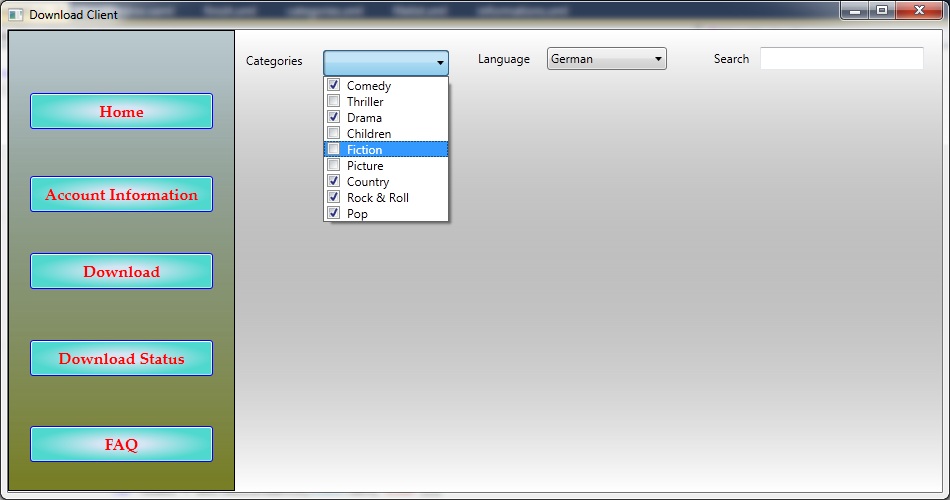 Download Client
Categories
Language
German
Search
Comedy
Thriller
Drama
Children
Fiction
Picture
Country
Rock & Roll
Pop
Home
Account Information
Download
Download Status
FAQ